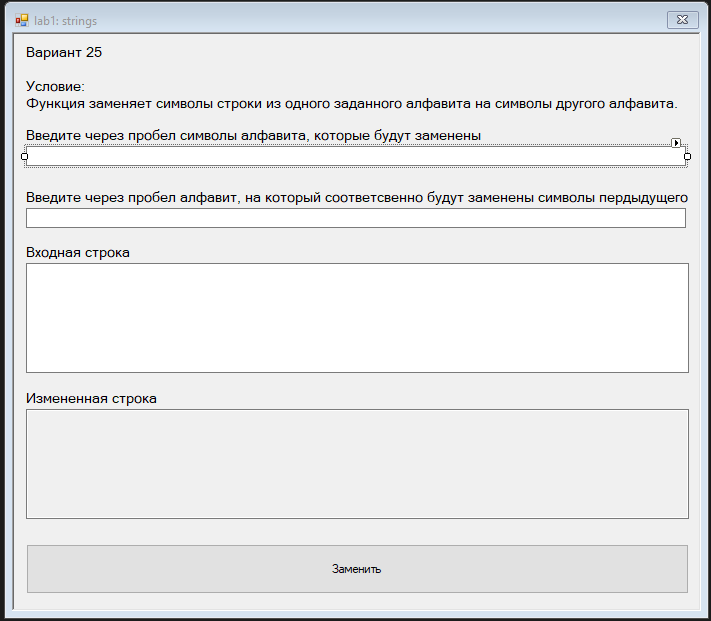 lab1: strings
Вариант 25
Условие:
Функция заменяет символы строки из одного заданного алфавита на символы другого алфавита.
Введите через пробел символы алфавита, которые будут заменены
Введите через пробел алфавит, на который соответсвенно будут заменены символы пердыдущего
Входная строка
Измененная строка
Заменить